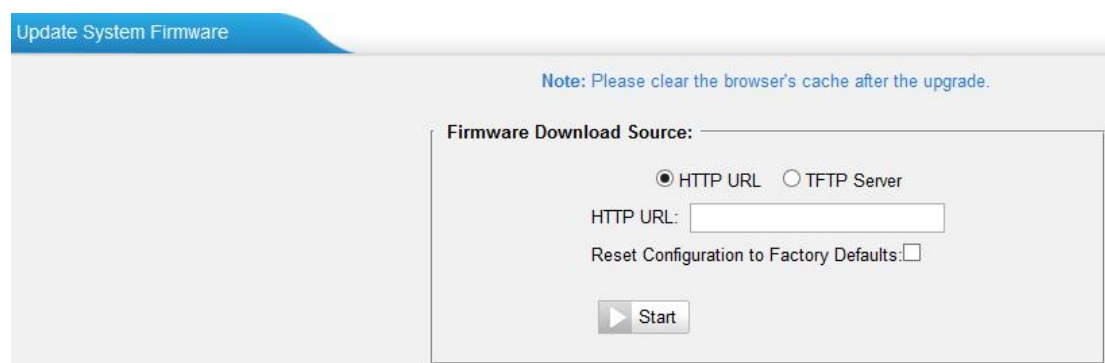 Update System Firmware
Note: Please clear the browser's cache after the upgrade.
Firmware Download Source:
HTTP URL TFTP Server
HTTP URL:
Reset Configuration to Factory Defaults:
Start